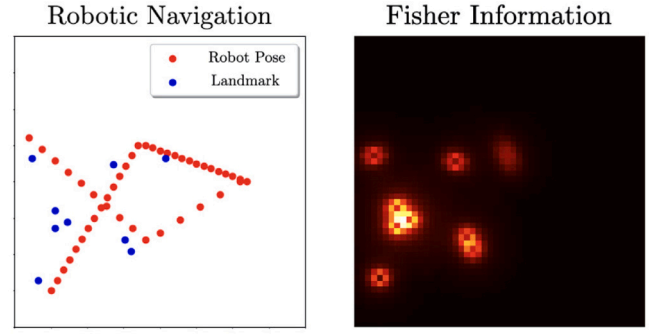 Robotic Navigation
Robot Pose
Landmark
Fisher Information